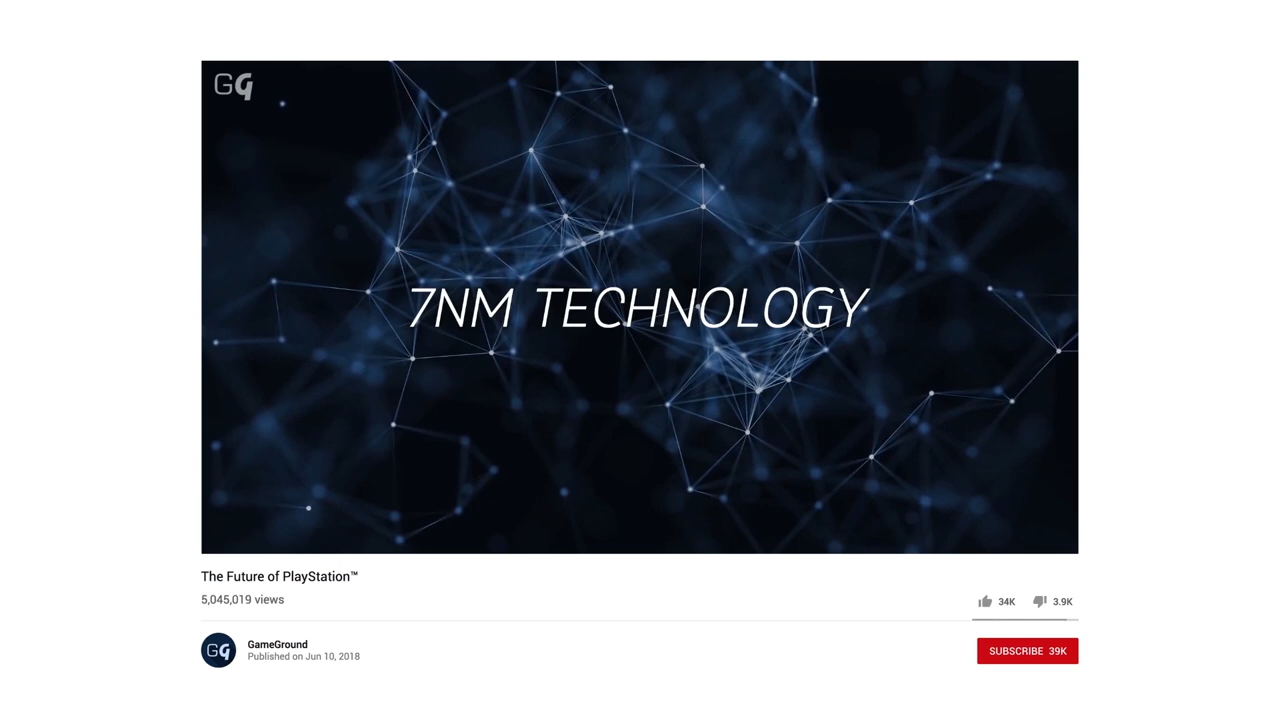 GG
7NM TECHNOLOGY
The Future of PlayStation™
5,045,019 views
34K 3.9K
GG
GameGround
Published on Jun 10, 2018
SUBSCRIBE 39K